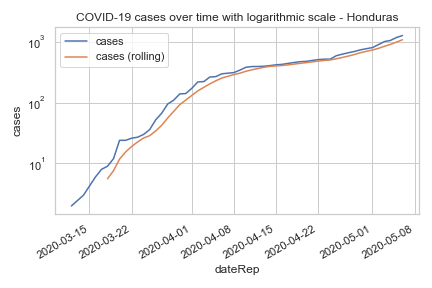 COVID-19 cases over time with logarithmic scale - Honduras
cases
cases (rolling)
10³
10²
10¹
cases
2020-03-15
2020-03-22
2020-04-01
2020-04-08
2020-04-15
2020-04-22
2020-05-01
2020-05-08
dateRep